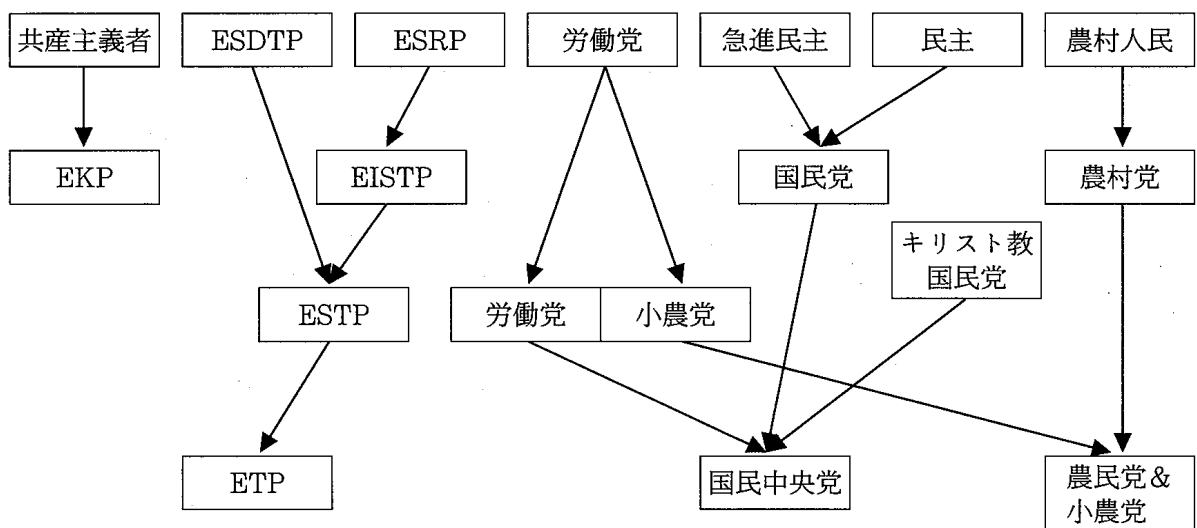 共産主義者
ESDTP
ESRP
労働党
急進民主
民主
農村人民
EKP
EISTP
国民党
農村党
キリスト教
国民党
ESTP
労働党
小農党
ETP
国民中央党
農民党&
小農党